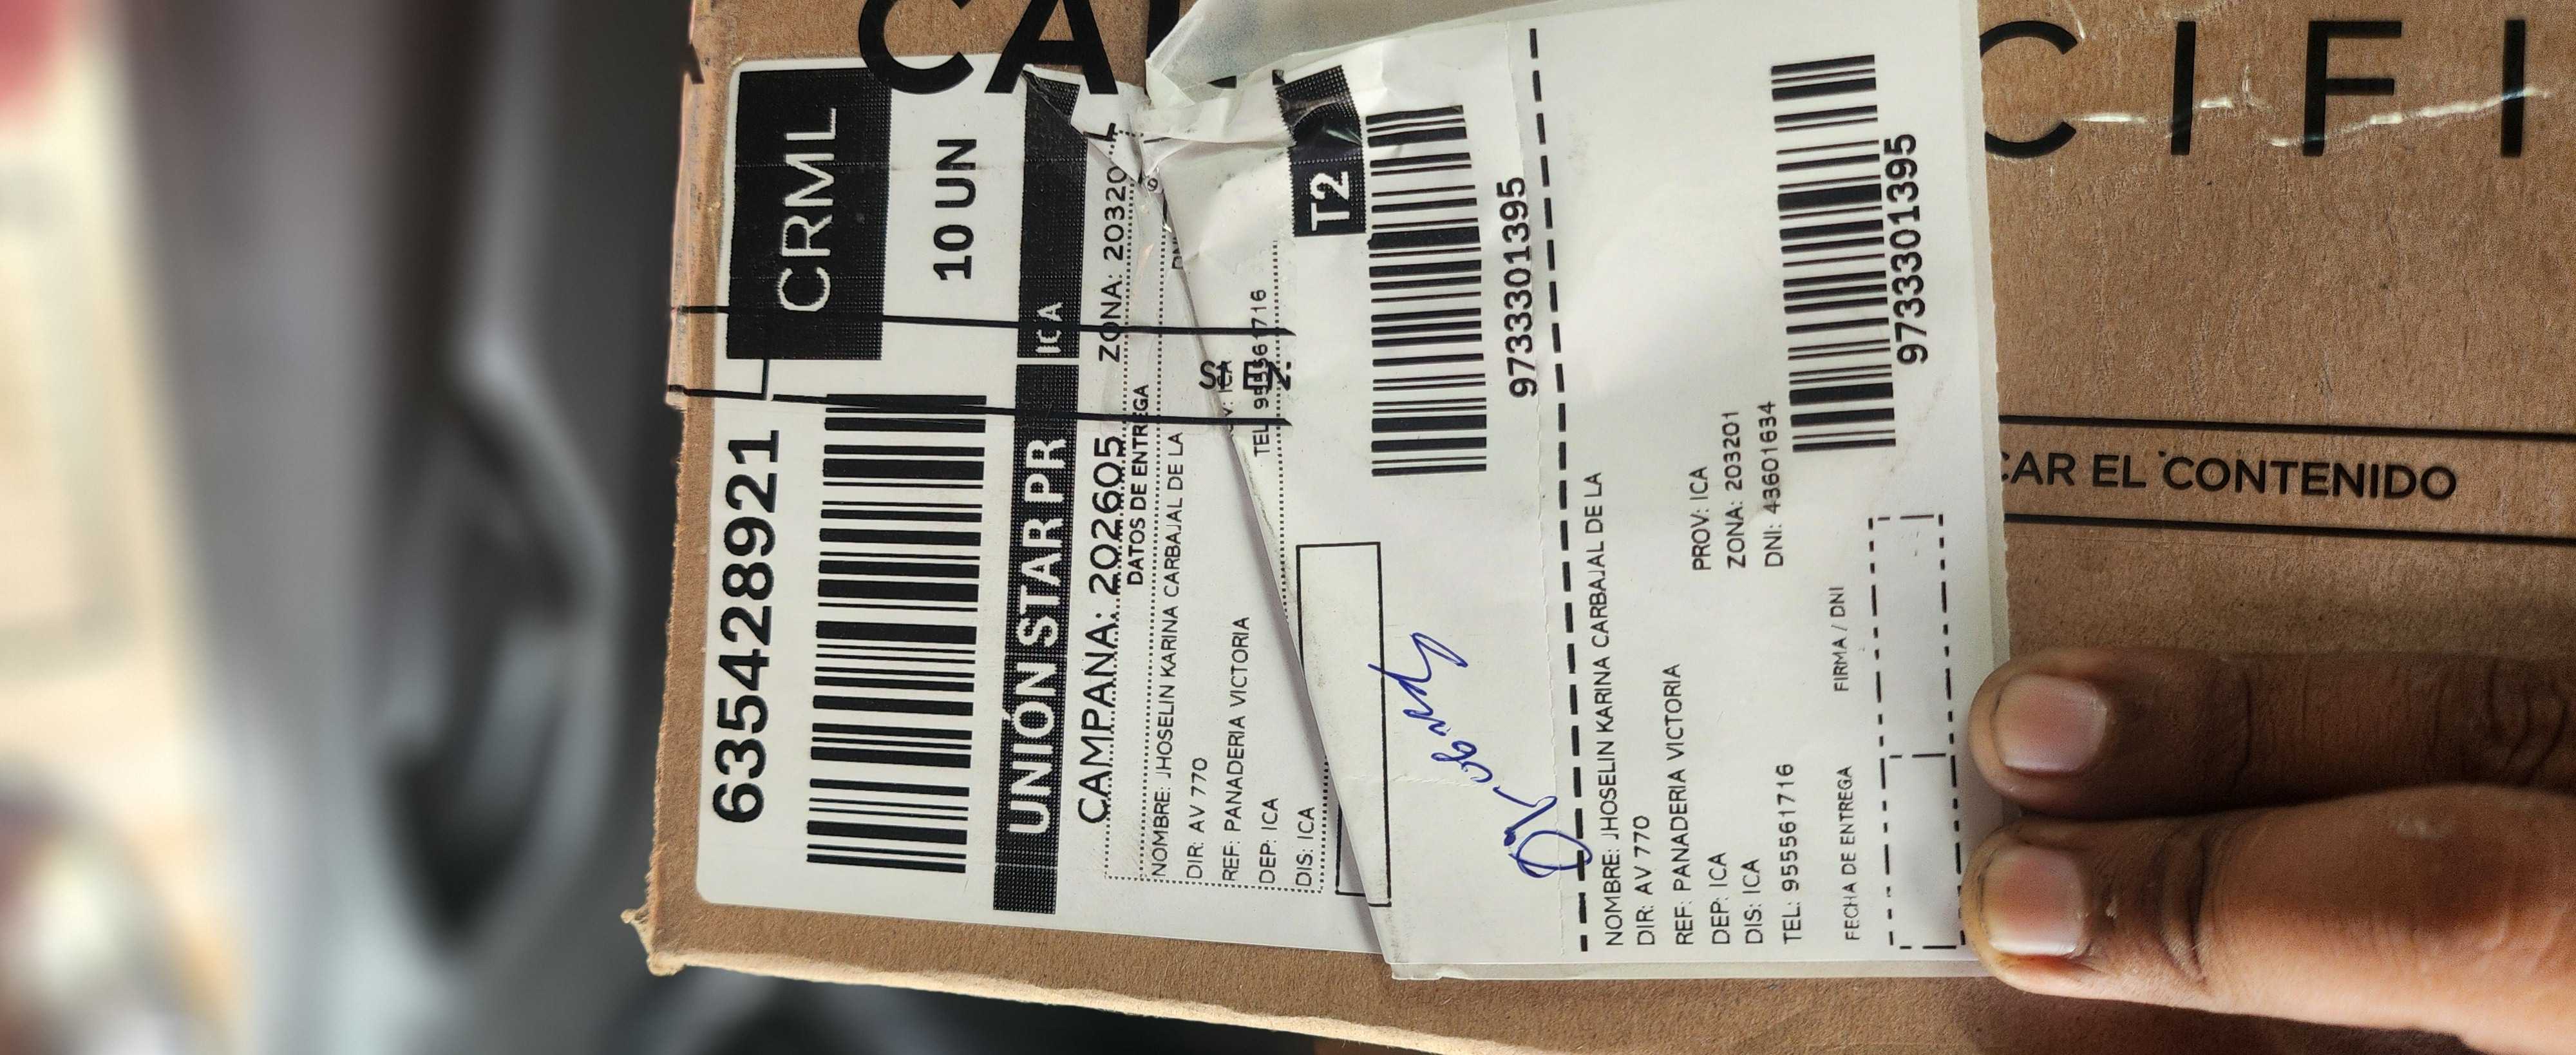 CRML
10 UN
635428921
UNIÓN STAR PR
ICA
CAMPAÑA: 202605
ZONA: 20320
DATOS DE ENTREGA
NOMBRE: JHOSELIN KARINA CARBAJAL DE LA
DIR: AV 770
REF: PANADERIA VICTORIA
DEP: ICA
DIS: ICA
TEL: 955561716
T2
9733301395
NOMBRE: JHOSELIN KARINA CARBAJAL DE LA
DIR: AV 770
REF: PANADERIA VICTORIA
DEP: ICA
PROV: ICA
DIS: ICA
ZONA: 203201
TEL: 955561716
DNI: 43601634
9733301395
FECHA DE ENTREGA
FIRMA / DNI
CIFI
CAR EL CONTENIDO